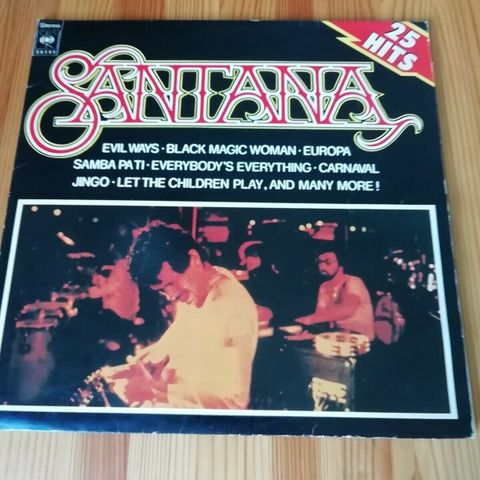 Stereo
CBS
25
HITS
SANTANA
EVIL WAYS · BLACK MAGIC WOMAN · EUROPA
SAMBA PA TI · EVERYBODY'S EVERYTHING · CARNAVAL
JINGO · LET THE CHILDREN PLAY, AND MANY MORE!